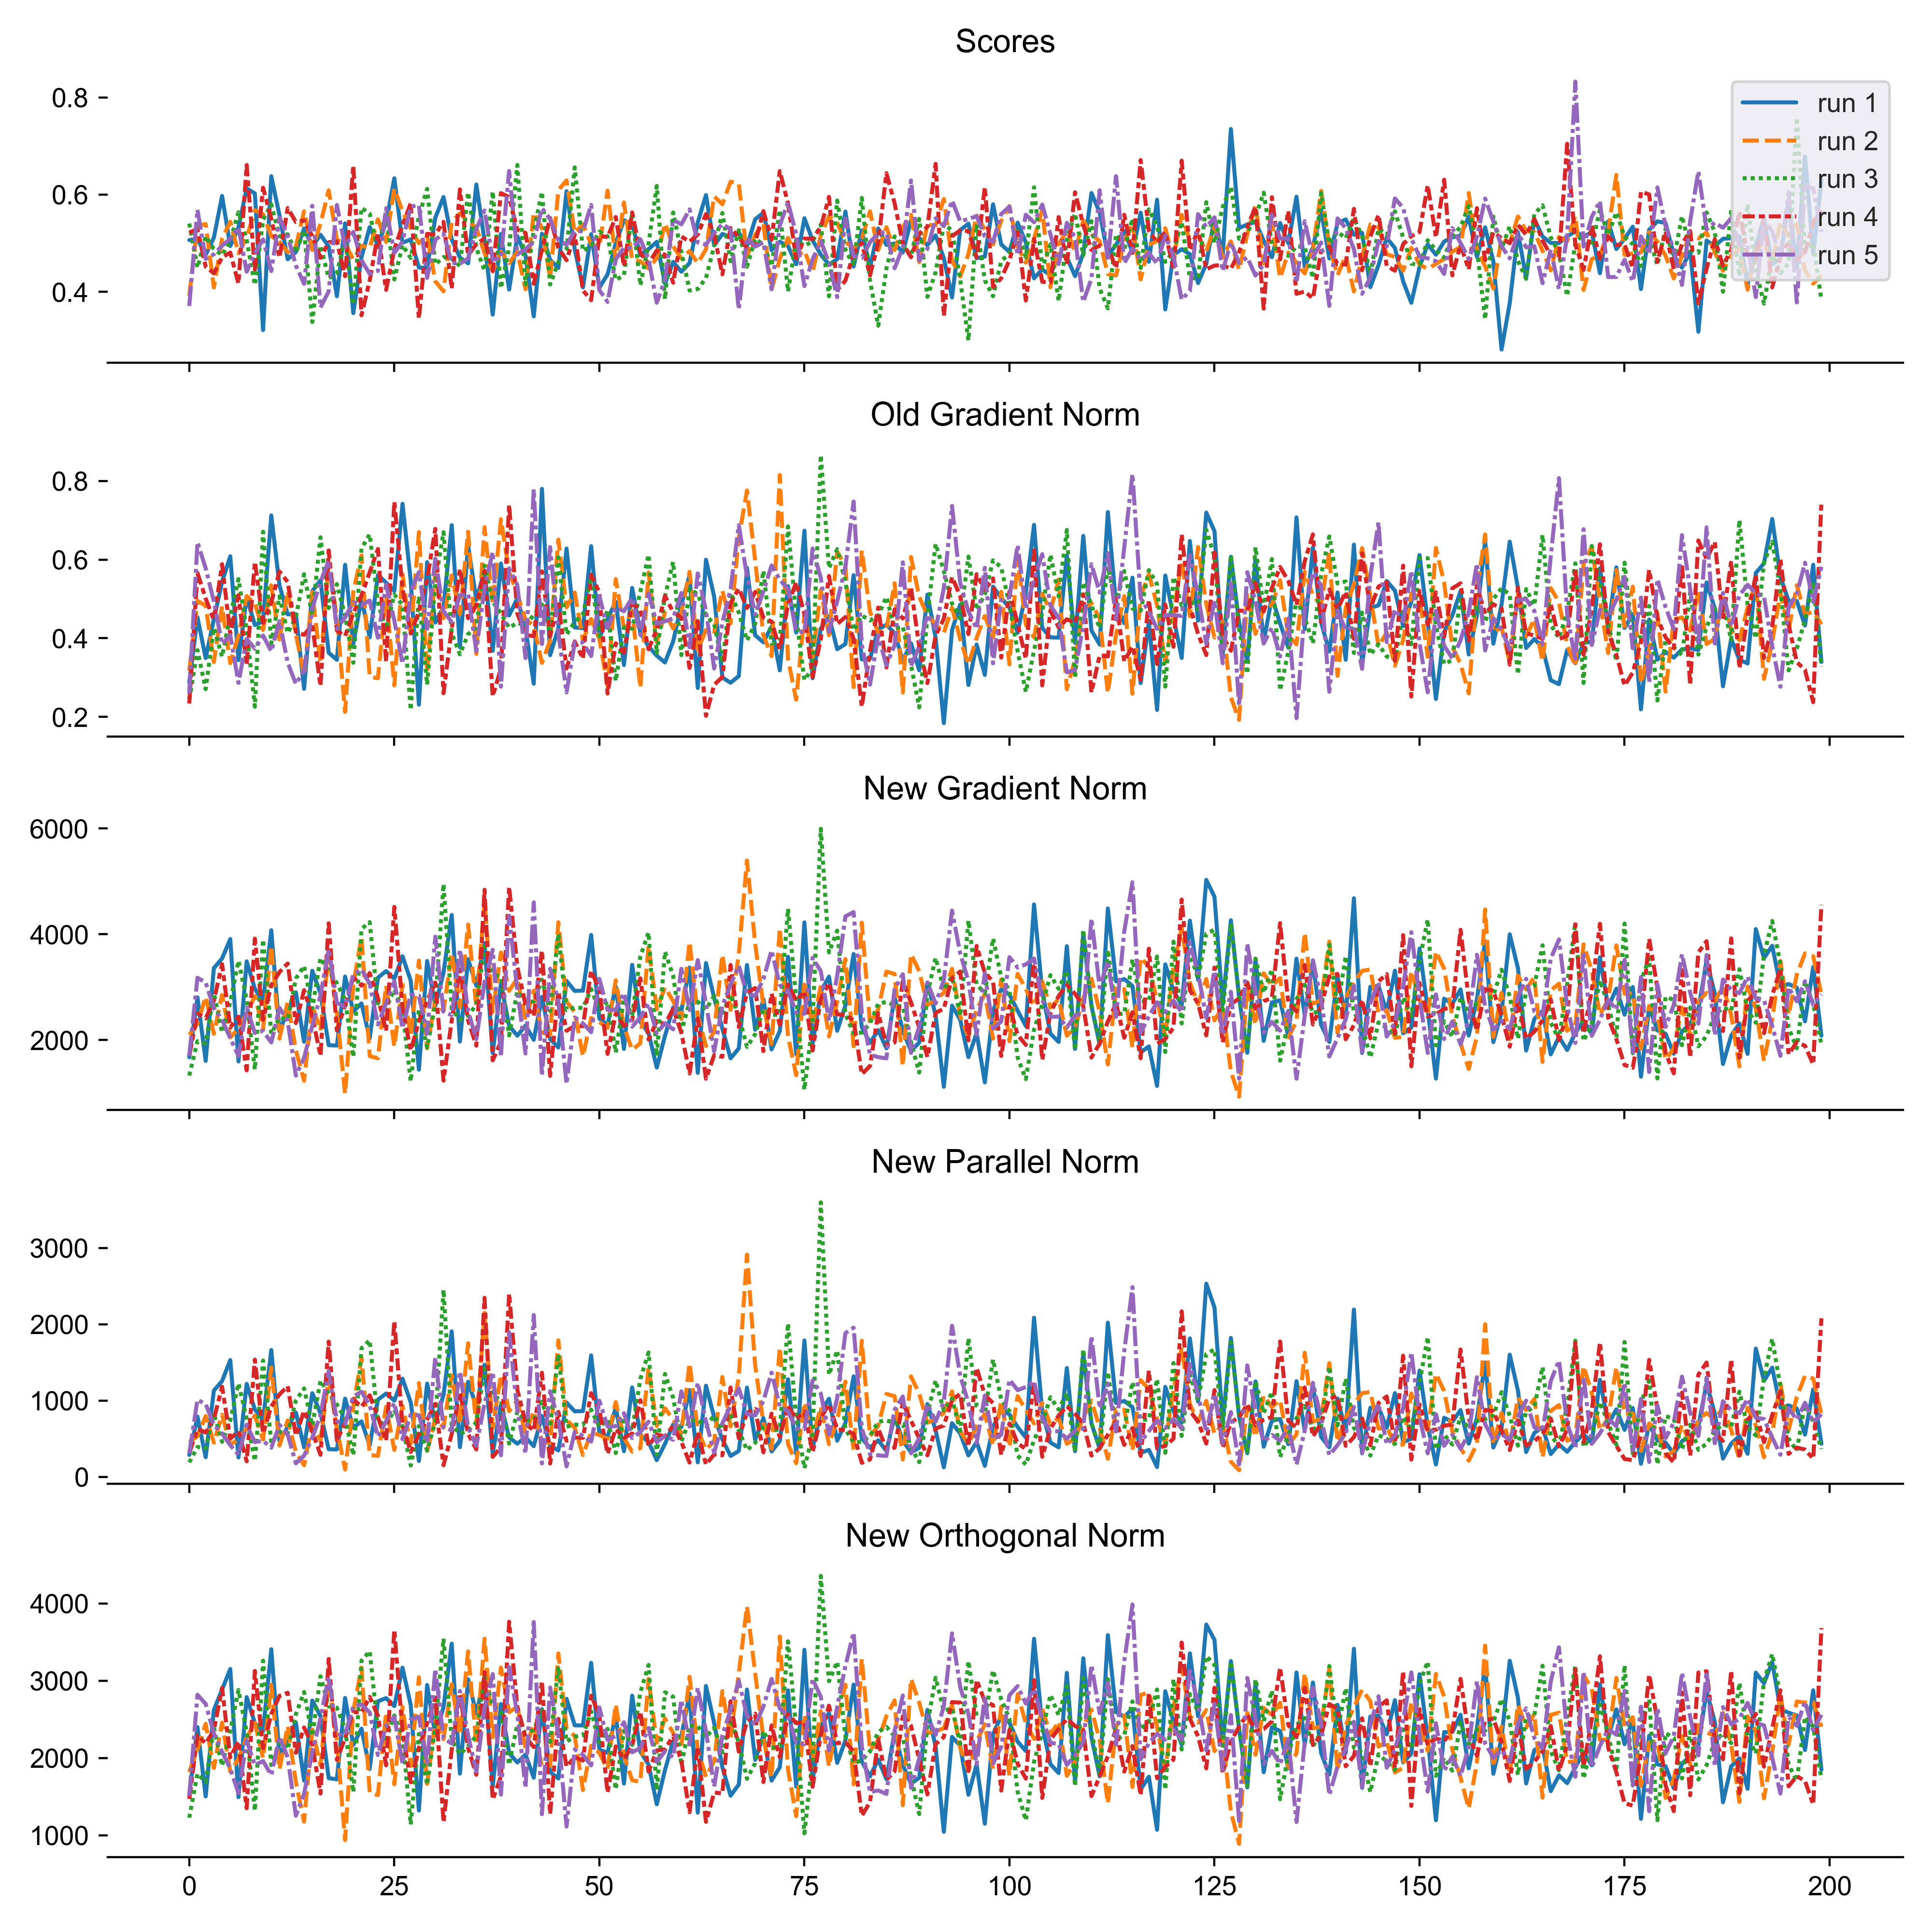 Scores
0.8
0.6
0.4
run 1
run 2
run 3
run 4
run 5
Old Gradient Norm
0.8
0.6
0.4
0.2
New Gradient Norm
6000
4000
2000
New Parallel Norm
3000
2000
1000
0
New Orthogonal Norm
4000
3000
2000
1000
0 25 50 75 100 125 150 175 200